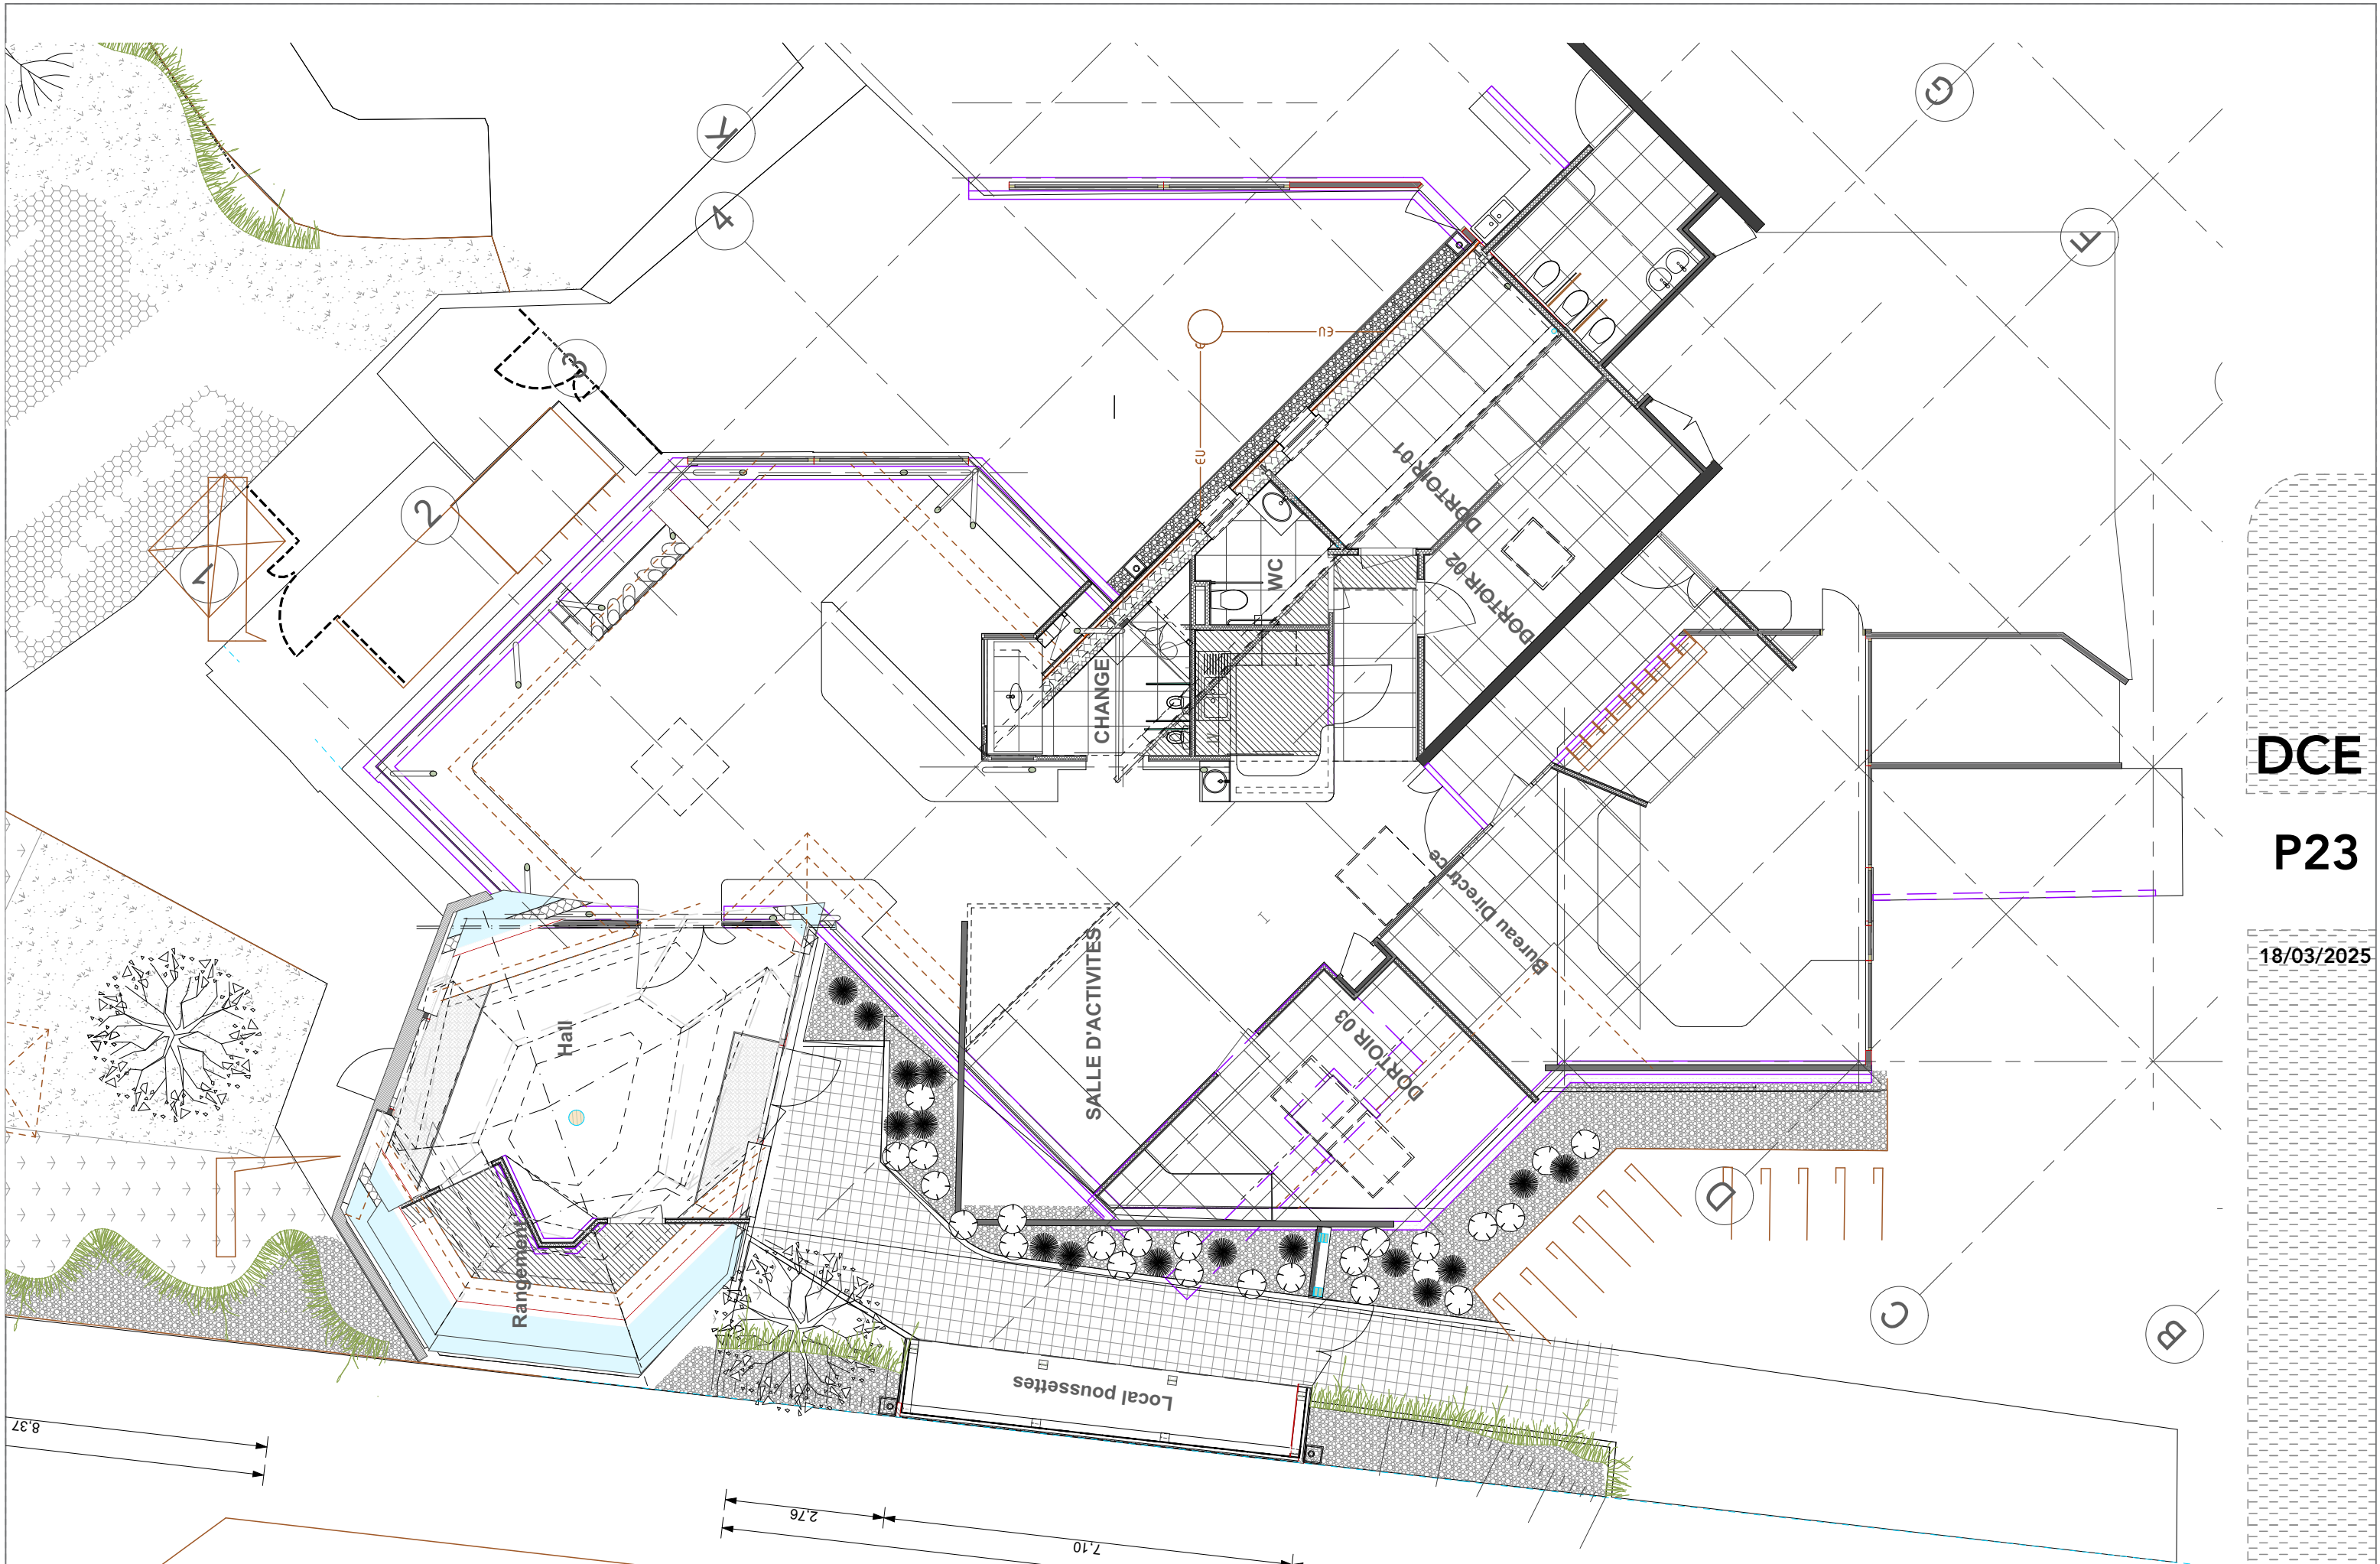 G
K
4
F
3
EU
EU
DORTOIR 01
2
WC
DORTOIR 02
1
CHANGE
DCE
P23
Bureau Directrice
SALLE D'ACTIVITES
18/03/2025
Hall
DORTOIR 03
D
Rangement
C
B
Local poussettes
8,37
2,76
7,10